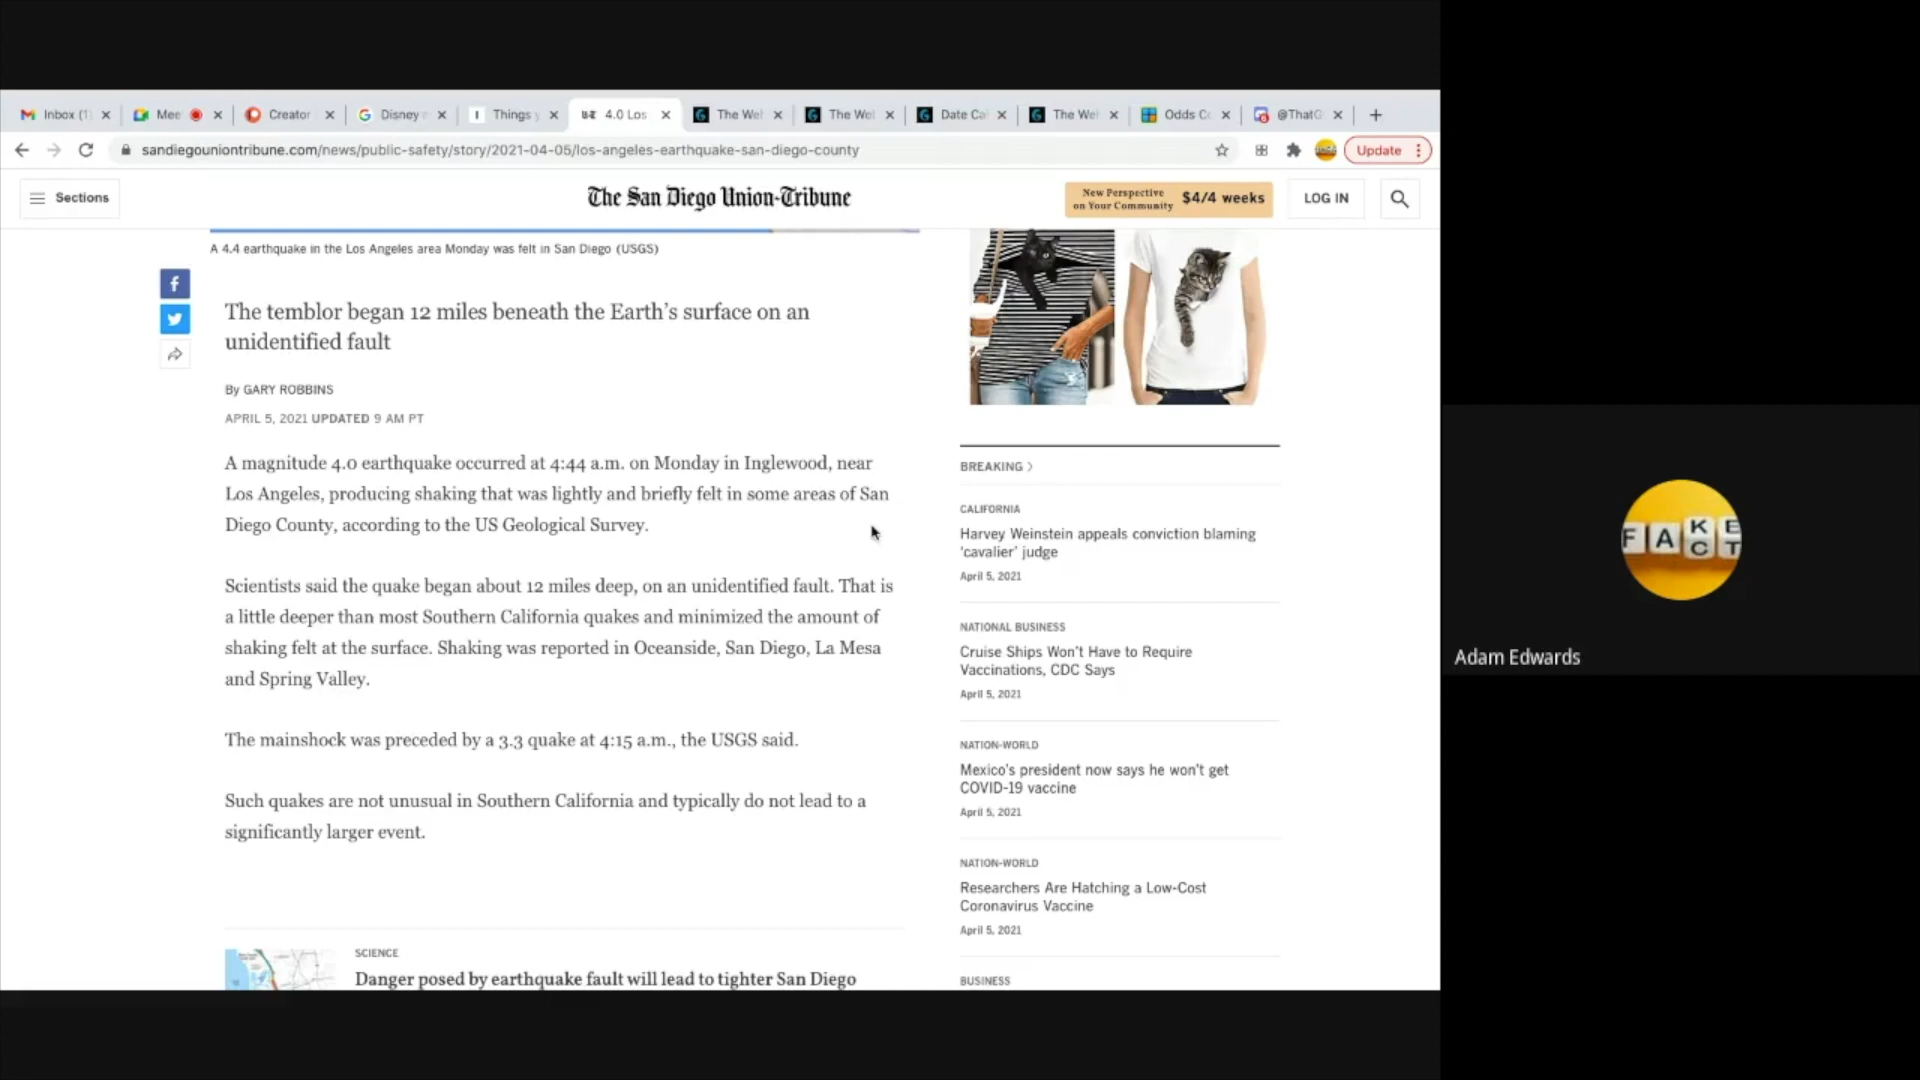 Inbox (1)
Mee
Creator
Disney
Things y
4.0 Los
The Wel
The Wel
Date Cal
The Wel
Odds Co
@ThatG
sandiegouniontribune.com/news/public-safety/story/2021-04-05/los-angeles-earthquake-san-diego-county
Update
Sections
The San Diego Union-Tribune
New Perspective
on Your Community
$4/4 weeks
LOG IN
A 4.4 earthquake in the Los Angeles area Monday was felt in San Diego (USGS)
The temblor began 12 miles beneath the Earth's surface on an
unidentified fault
By GARY ROBBINS
APRIL 5, 2021 UPDATED 9 AM PT
A magnitude 4.0 earthquake occurred at 4:44 a.m. on Monday in Inglewood, near
Los Angeles, producing shaking that was lightly and briefly felt in some areas of San
Diego County, according to the US Geological Survey.
Scientists said the quake began about 12 miles deep, on an unidentified fault. That is
a little deeper than most Southern California quakes and minimized the amount of
shaking felt at the surface. Shaking was reported in Oceanside, San Diego, La Mesa
and Spring Valley.
The mainshock was preceded by a 3.3 quake at 4:15 a.m., the USGS said.
Such quakes are not unusual in Southern California and typically do not lead to a
significantly larger event.
SCIENCE
Danger posed by earthquake fault will lead to tighter San Diego
BREAKING
CALIFORNIA
Harvey Weinstein appeals conviction blaming
'cavalier' judge
April 5, 2021
NATIONAL BUSINESS
Cruise Ships Won't Have to Require
Vaccinations, CDC Says
April 5, 2021
NATION-WORLD
Mexico's president now says he won't get
COVID-19 vaccine
April 5, 2021
NATION-WORLD
Researchers Are Hatching a Low-Cost
Coronavirus Vaccine
April 5, 2021
BUSINESS
FAKE
CT
Adam Edwards